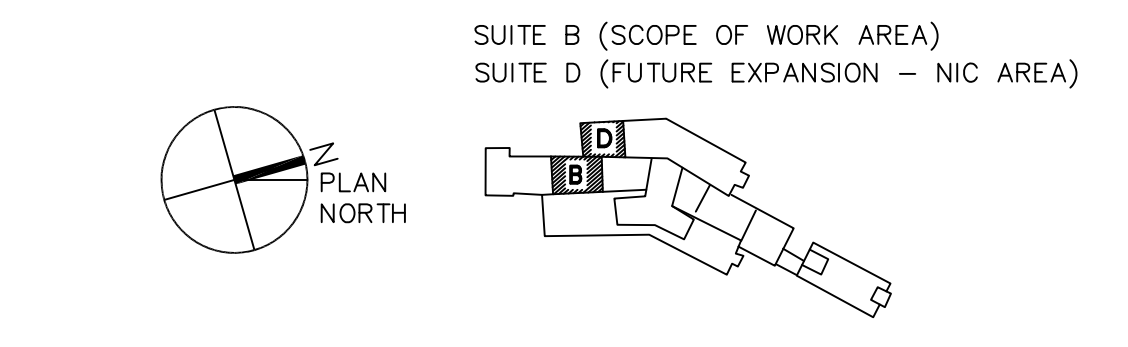 SUITE B (SCOPE OF WORK AREA)
SUITE D (FUTURE EXPANSION – NIC AREA)
D
B
N
PLAN
NORTH